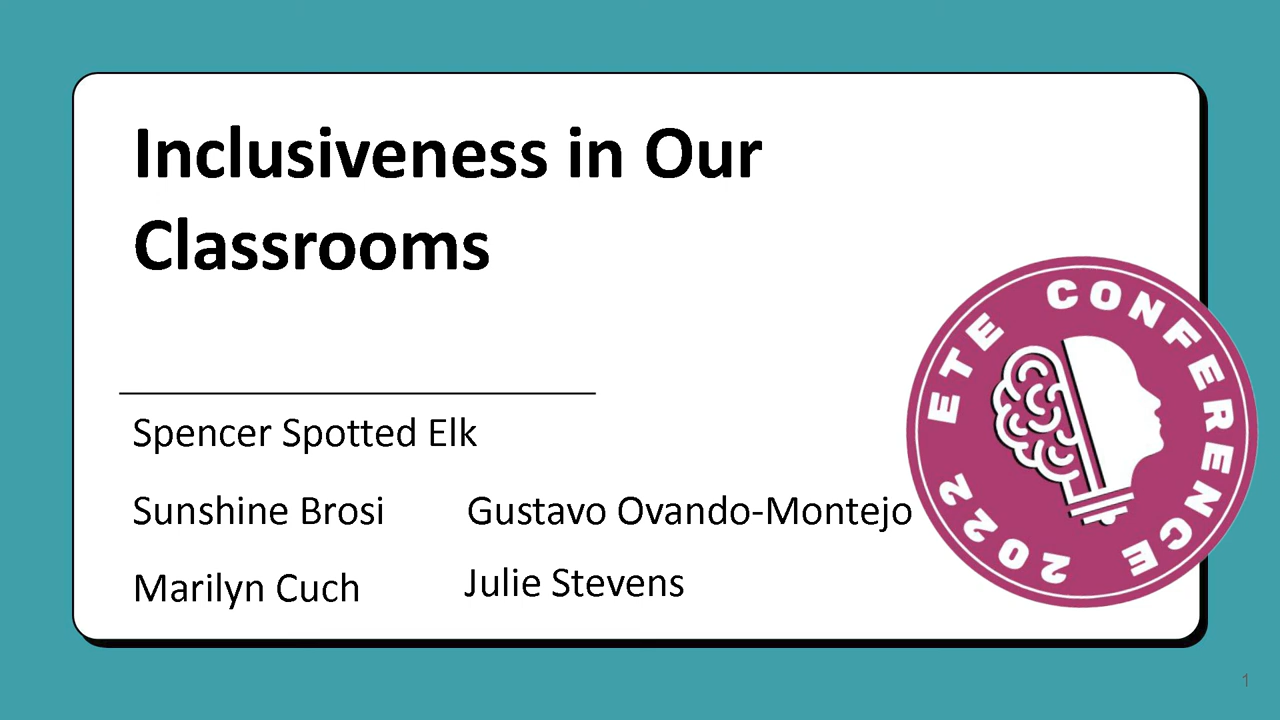 Inclusiveness in Our
Classrooms
Spencer Spotted Elk
Sunshine Brosi
Gustavo Ovando-Montejo
Marilyn Cuch
Julie Stevens
ETE CONFERENCE 2022
1